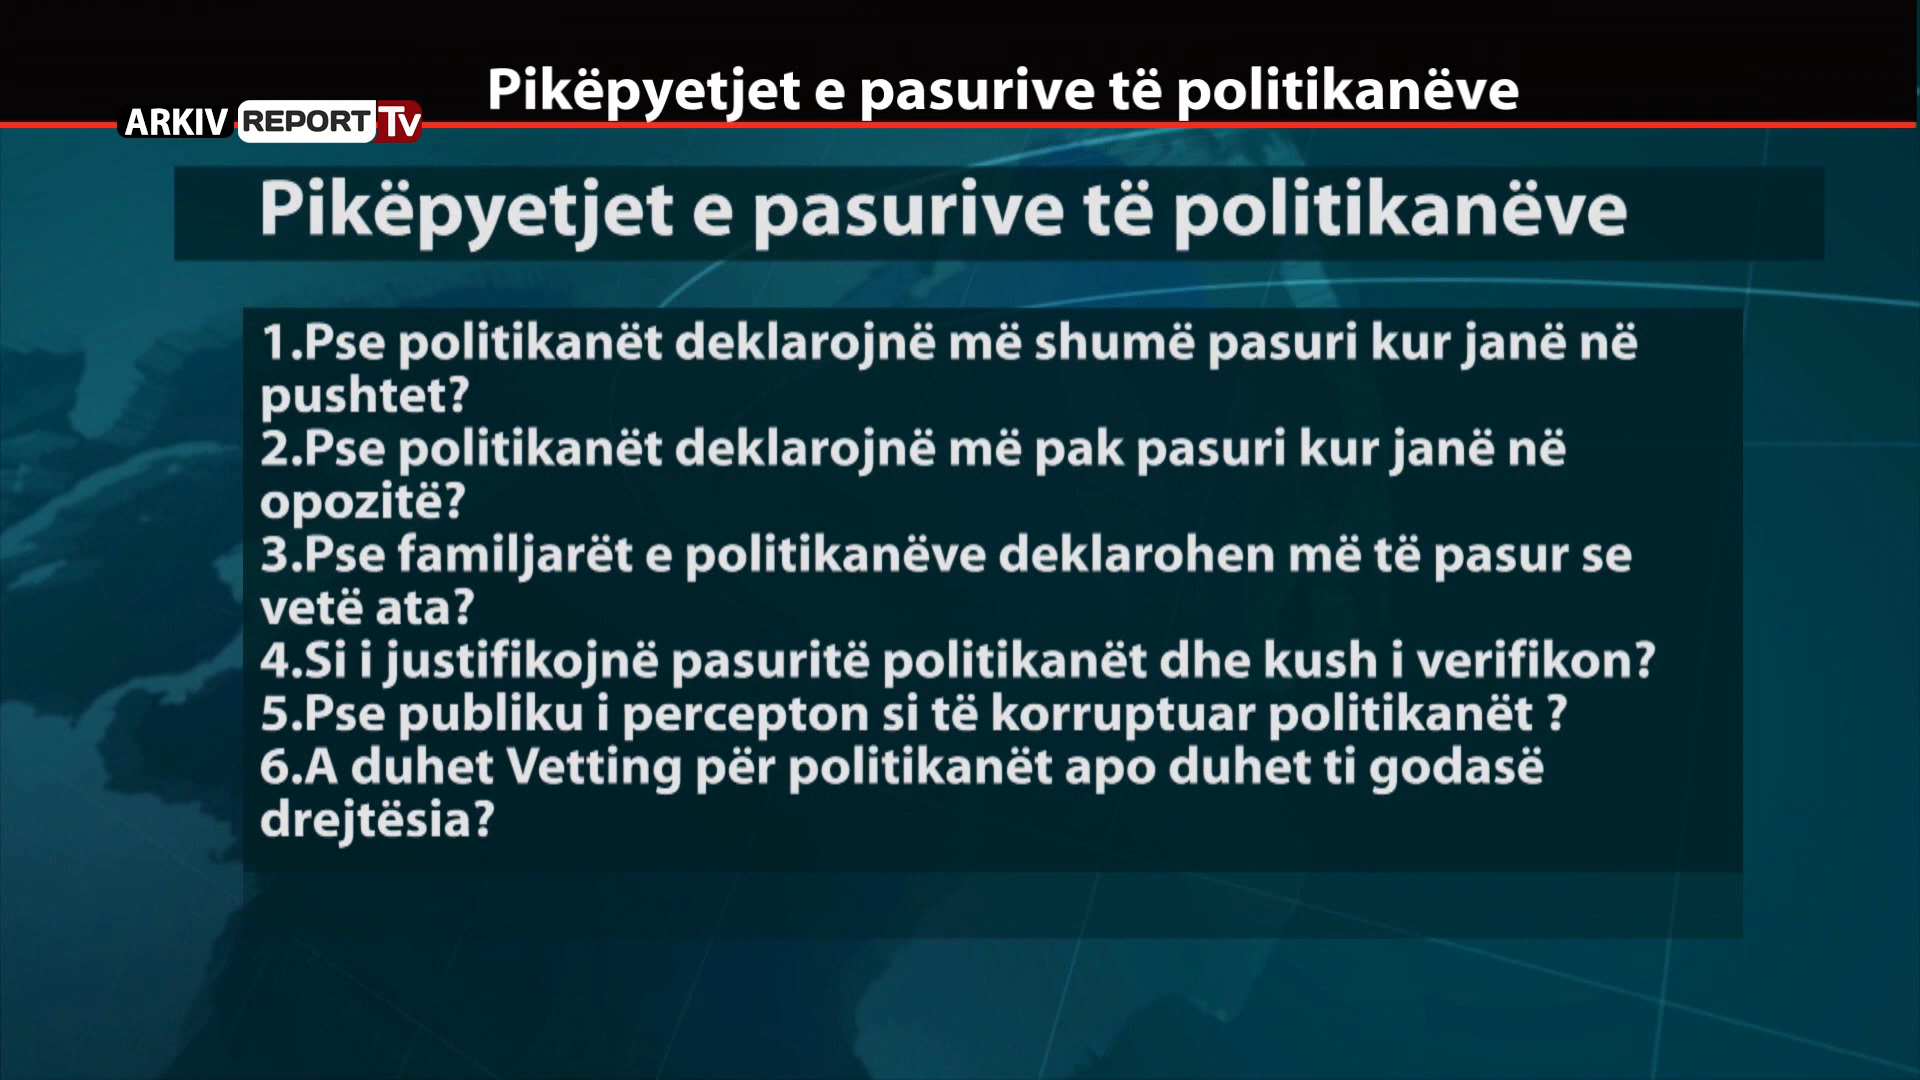 Pikëpyetjet e pasurive të politikanëve
ARKIV REPORT Tv
Pikëpyetjet e pasurive të politikanëve
1.Pse politikanët deklarojnë më shumë pasuri kur janë në
pushtet?
2.Pse politikanët deklarojnë më pak pasuri kur janë në
opozitë?
3.Pse familjarët e politikanëve deklarohen më të pasur se
vetë ata?
4.Si i justifikojnë pasuritë politikanët dhe kush i verifikon?
5.Pse publiku i percepton si të korruptuar politikanët ?
6.A duhet Vetting për politikanët apo duhet ti godasë
drejtësia?